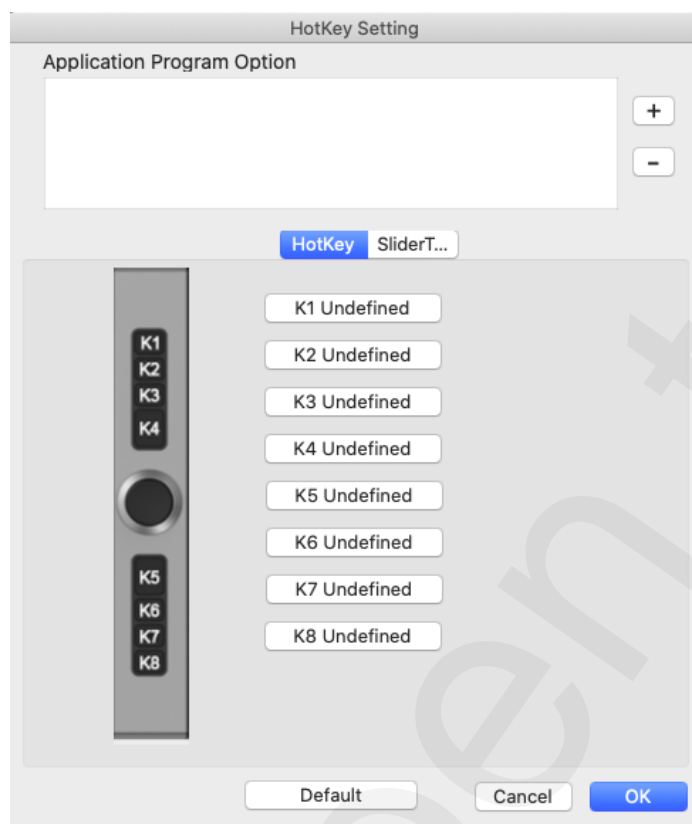 HotKey Setting
Application Program Option
+
-
HotKey SliderT...
K1
K2
K3
K4
K5
K6
K7
K8
K1 Undefined
K2 Undefined
K3 Undefined
K4 Undefined
K5 Undefined
K6 Undefined
K7 Undefined
K8 Undefined
Default Cancel OK